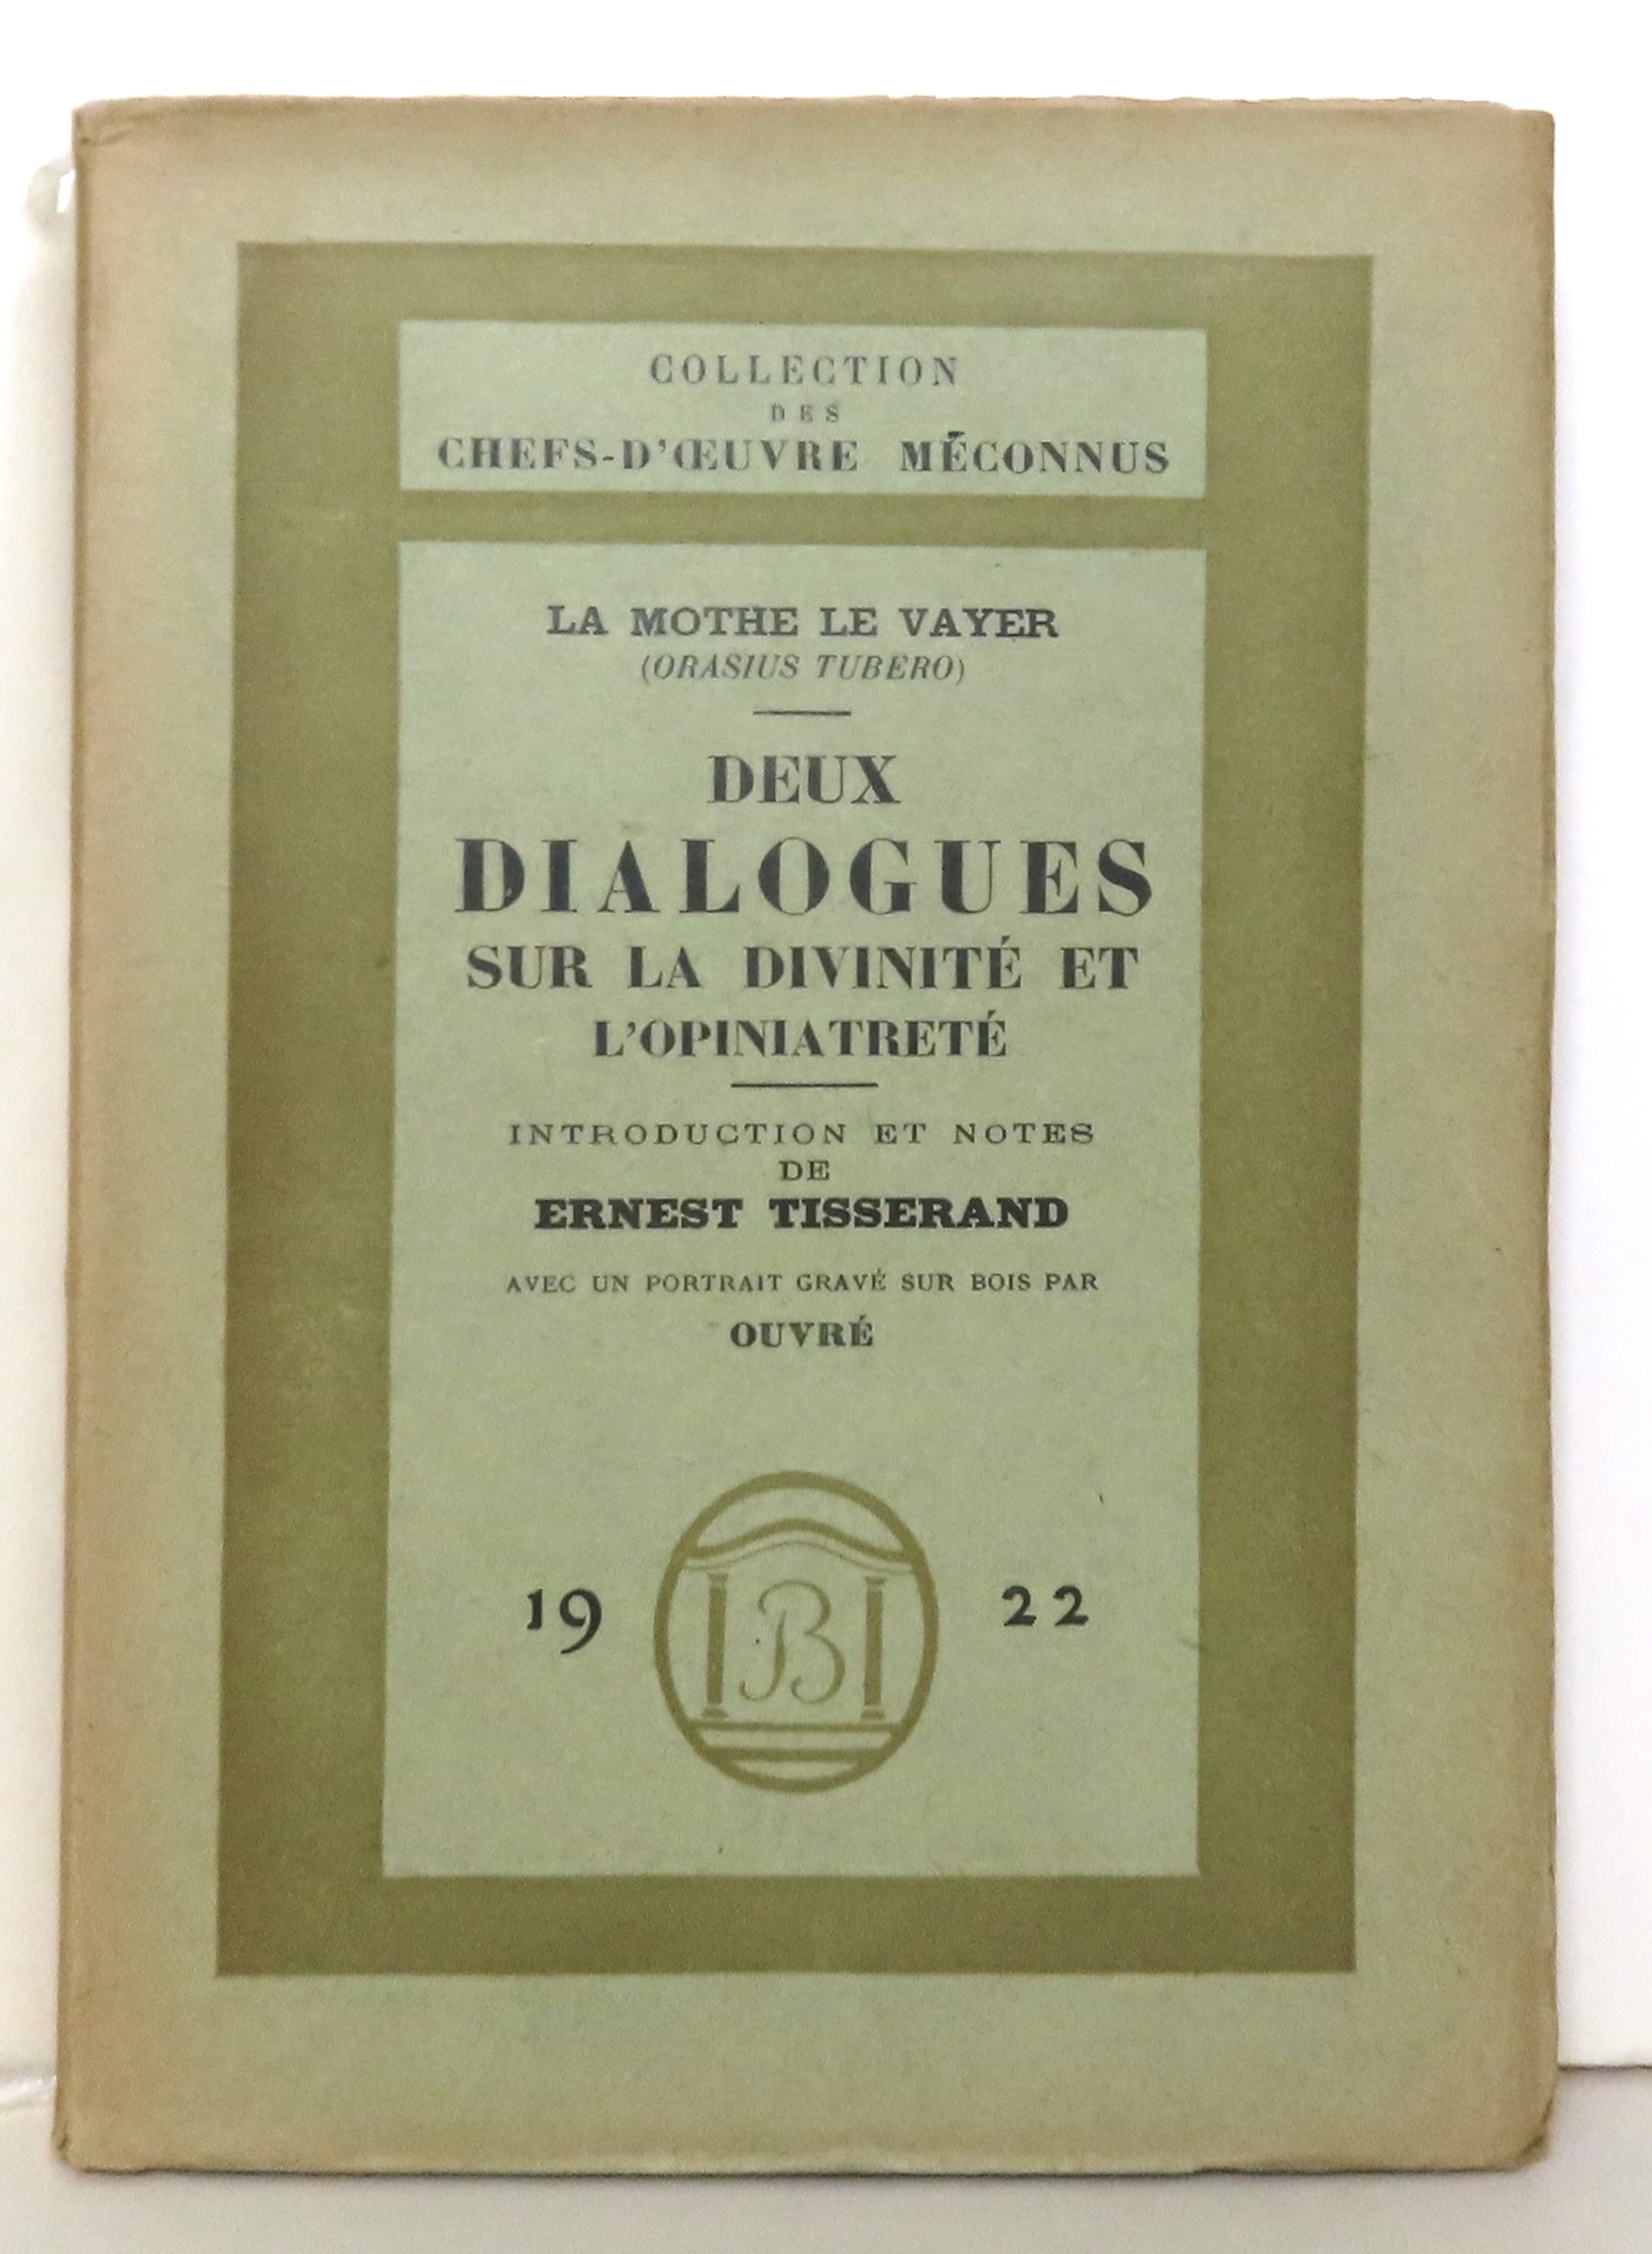 COLLECTION
DES
CHEFS-D'ŒUVRE MÉCONNUS
LA MOTHE LE VAYER
(ORASIUS TUBERO)
DEUX
DIALOGUES
SUR LA DIVINITÉ ET
L'OPINIATRETÉ
INTRODUCTION ET NOTES
DE
ERNEST TISSERAND
AVEC UN PORTRAIT GRAVÉ SUR BOIS PAR
OUVRÉ
19 B 22